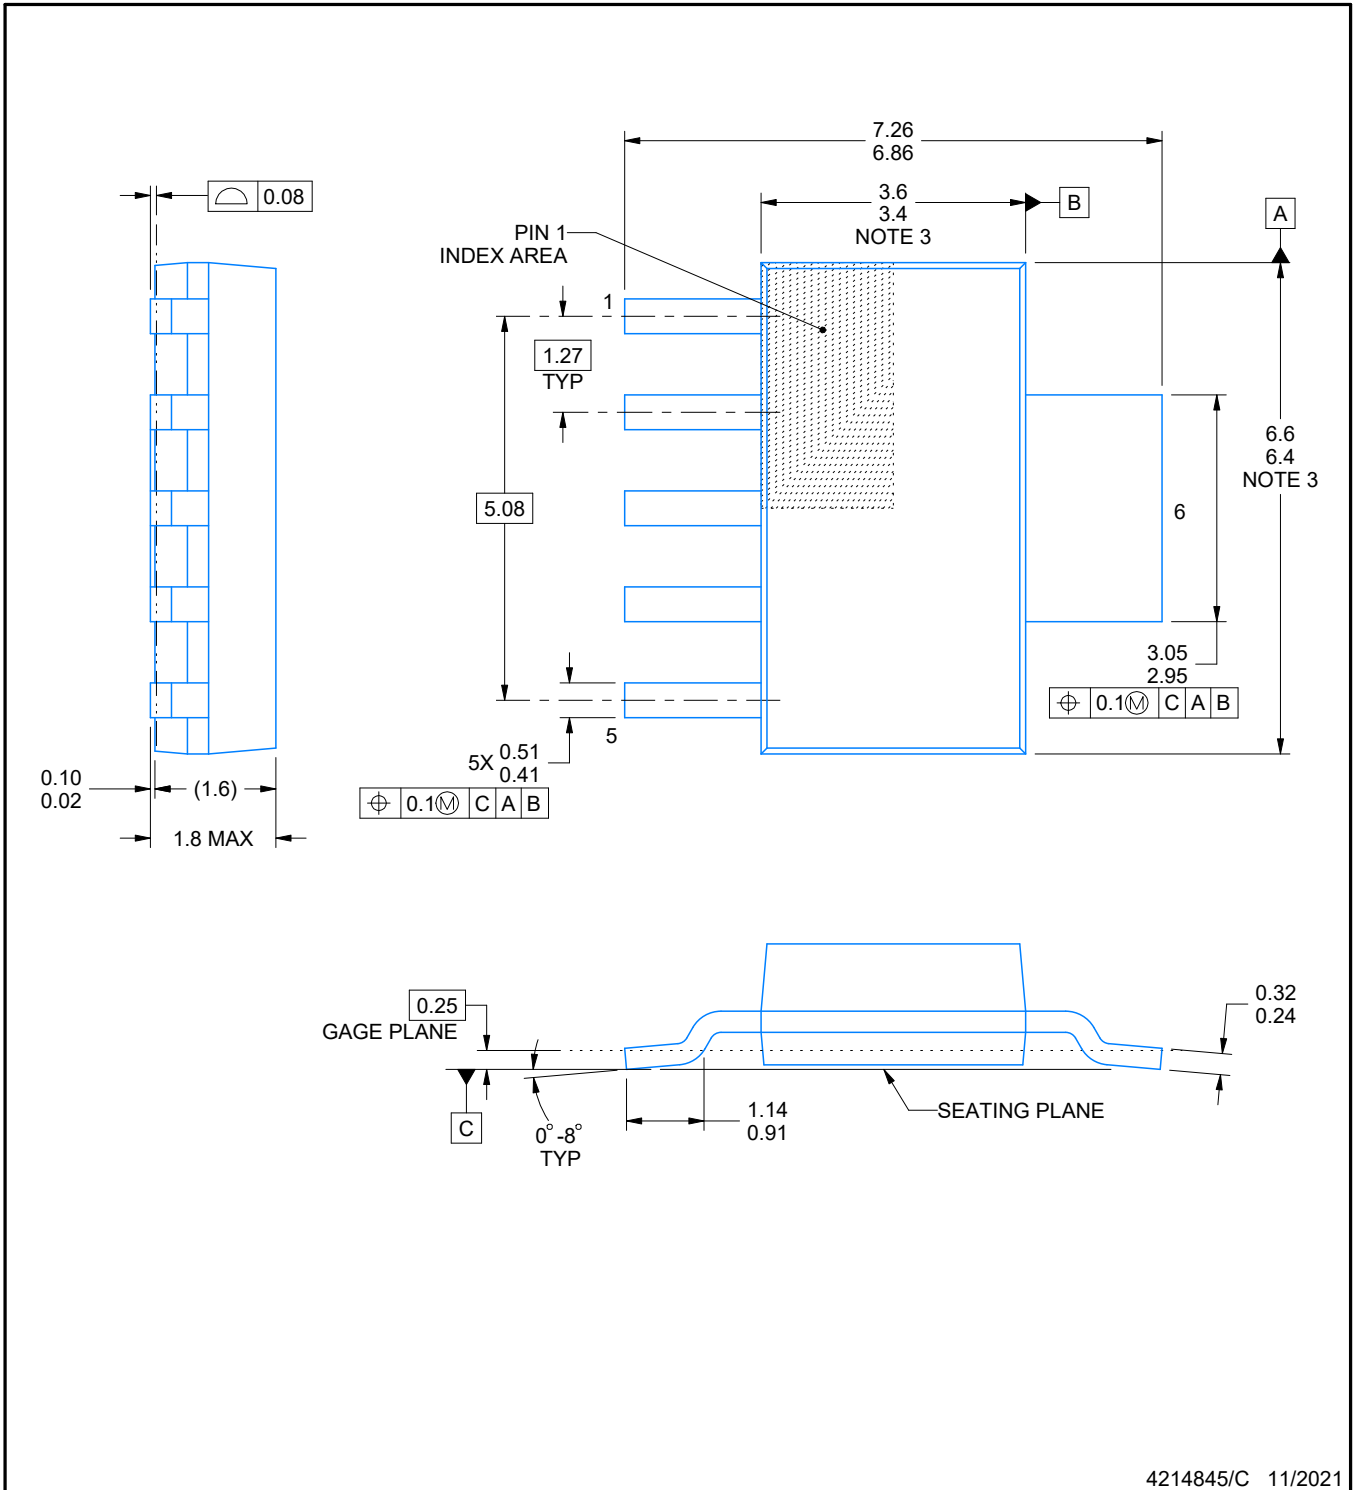 7.26
6.86
0.08
3.6
3.4
NOTE 3
B
A
PIN 1
INDEX AREA
1
1.27
TYP
5.08
6.6
6.4
NOTE 3
6
3.05
2.95
0.1Ⓜ C A B
5
5X 0.51
0.41
0.1Ⓜ C A B
0.10
0.02
(1.6)
1.8 MAX
0.25
GAGE PLANE
0.32
0.24
C
0°-8°
TYP
1.14
0.91
SEATING PLANE
4214845/C 11/2021